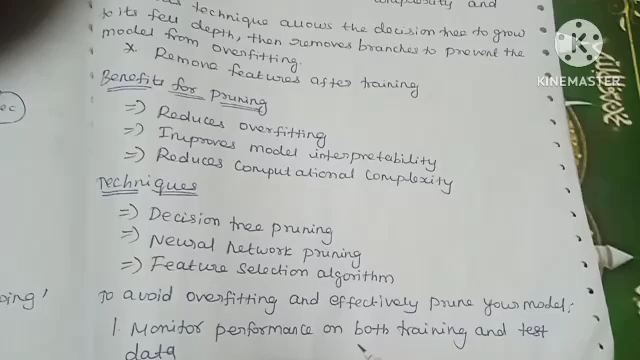 technique allows the decision tree to grow
to its full depth, then removes branches to prevent the
model from overfitting.
* Remove features after training
Benefits for pruning
=> Reduces overfitting
=> Improves model interpretability
=> Reduces computational complexity
Techniques
=> Decision tree pruning
=> Neural Network pruning
=> Feature selection algorithm
To avoid overfitting and effectively prune your model:
1. Monitor performance on both training and test
data
KINEMASTER